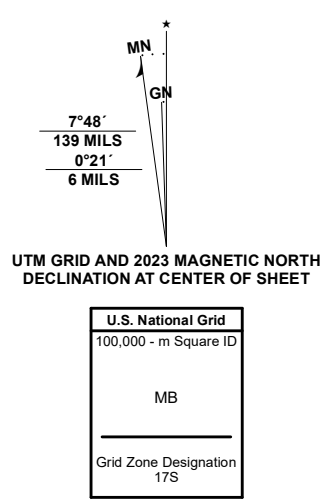 ★
MN
GN
7°48´
139 MILS
0°21´
6 MILS
UTM GRID AND 2023 MAGNETIC NORTH
DECLINATION AT CENTER OF SHEET
U.S. National Grid
100,000 - m Square ID
MB
Grid Zone Designation
17S